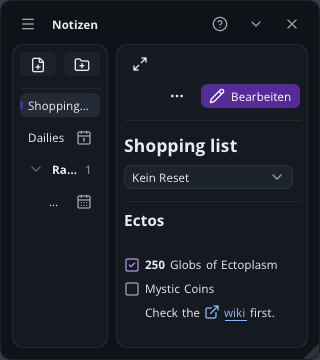 Notizen
Shopping...
Dailies
Ra... 1
...
Bearbeiten
Shopping list
Kein Reset
Ectos
250 Globs of Ectoplasm
Mystic Coins
Check the wiki first.